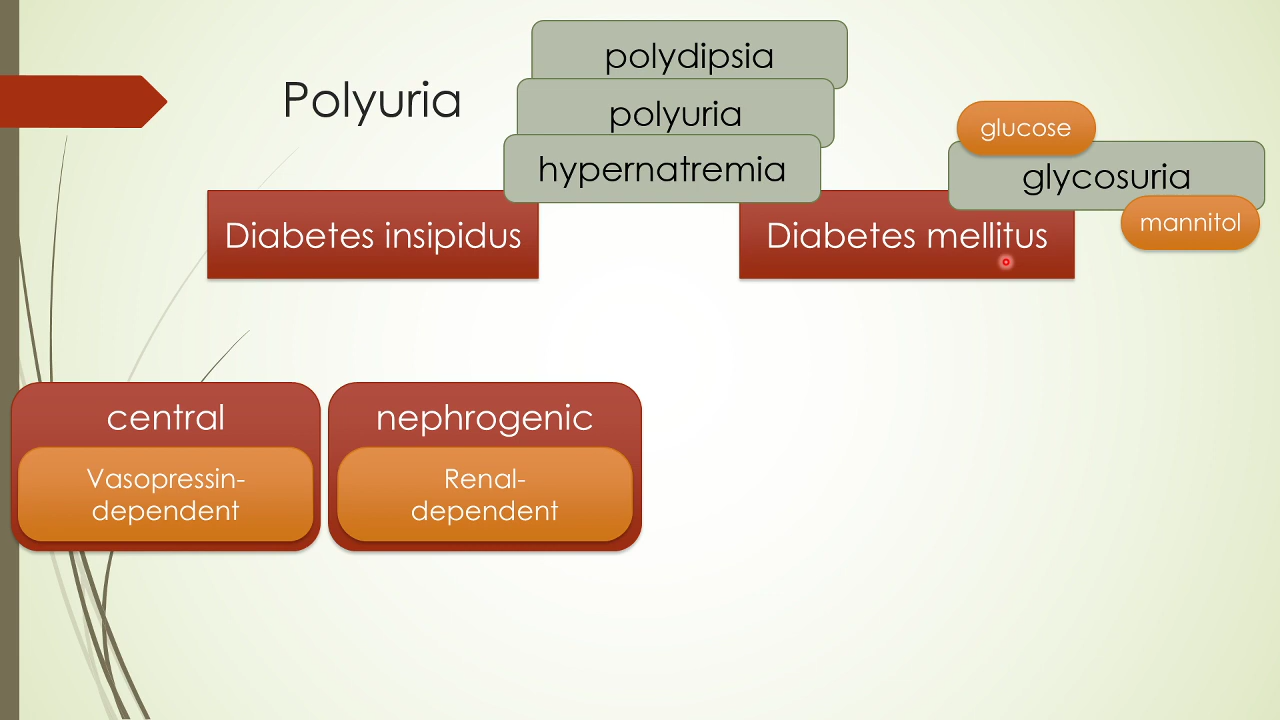 Polyuria
polydipsia
polyuria
hypernatremia
glucose
glycosuria
mannitol
Diabetes insipidus
Diabetes mellitus
central
Vasopressin-
dependent
nephrogenic
Renal-
dependent